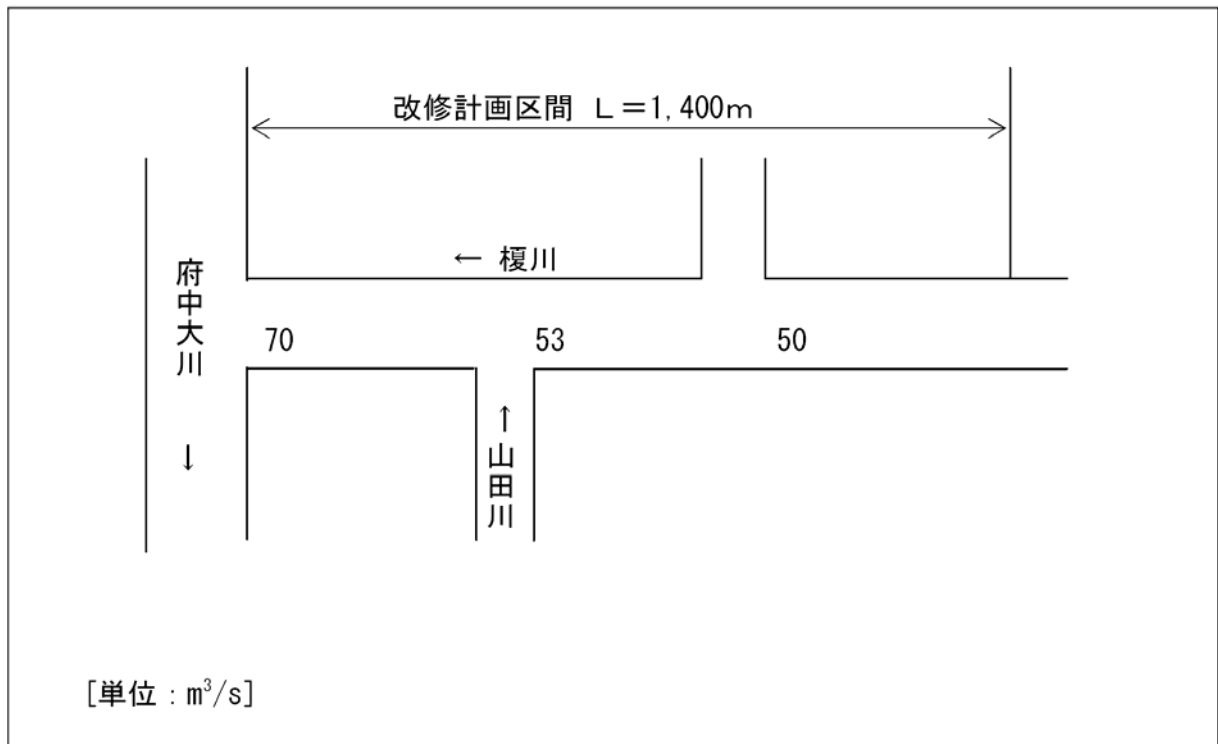 改修計画区間 L=1,400m
← 榎川
府中大川
↓
70
53
50
↑
山田川
[単位:m³/s]